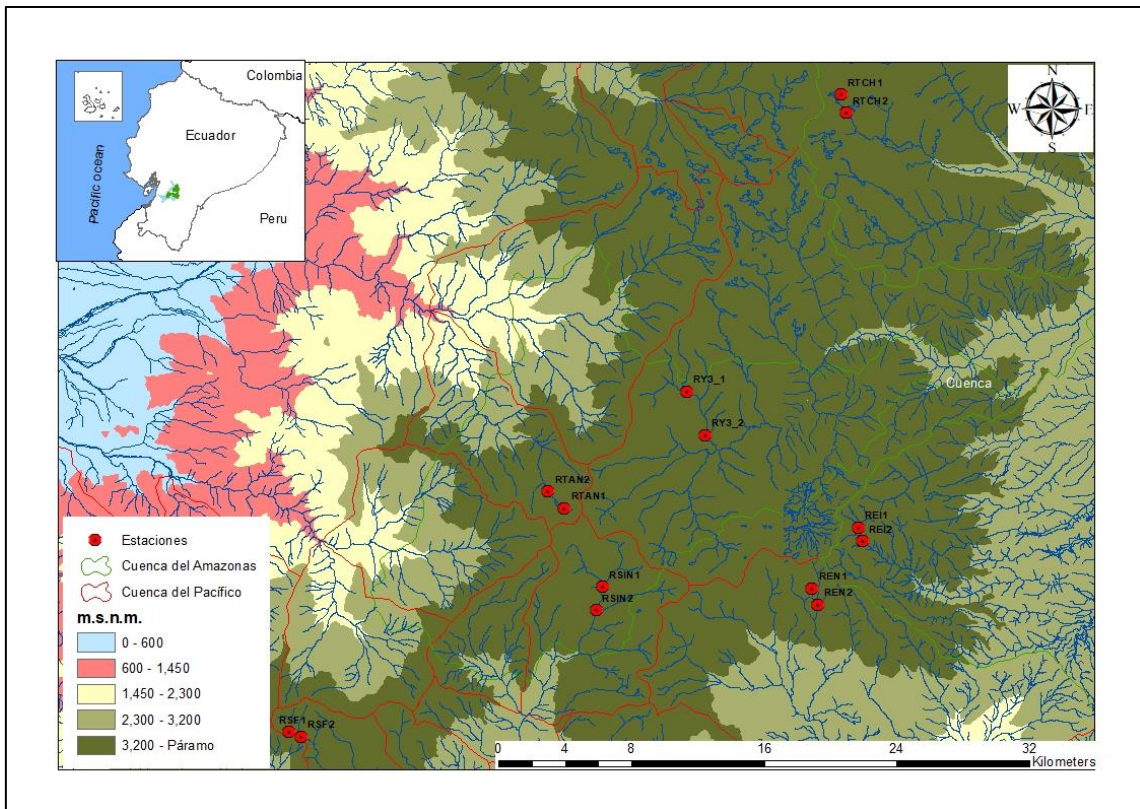 Colombia
Ecuador
Pacific ocean
Peru
N
W E
S
RTCH1
RTCH2
Cuenca
RY3_1
RY3_2
RTAN2
RTAN1
REI1
REI2
RSIN1
RSIN2
REN1
REN2
RSF1
RSF2
Estaciones
Cuenca del Amazonas
Cuenca del Pacífico
m.s.n.m.
0 - 600
600 - 1,450
1,450 - 2,300
2,300 - 3,200
3,200 - Páramo
0 4 8 16 24 32
Kilometers